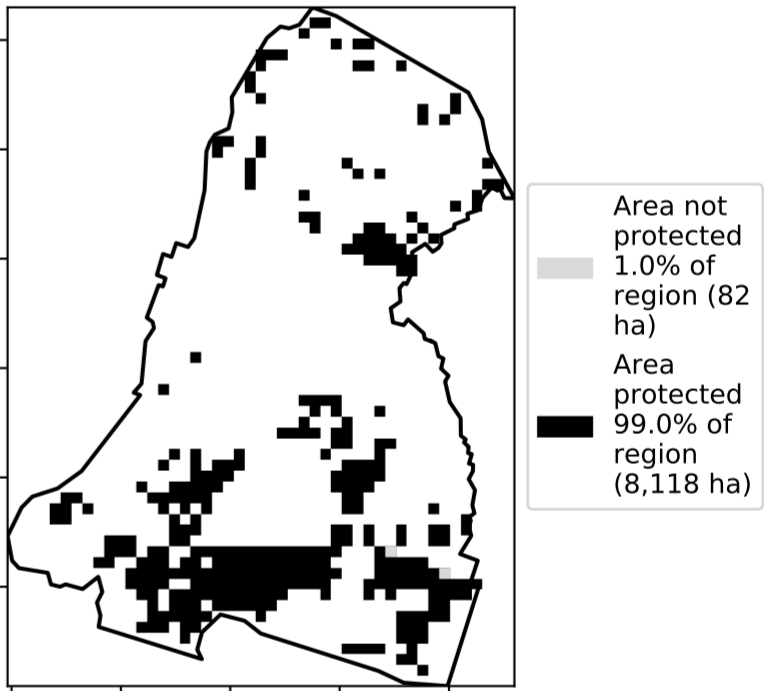 Area not
protected
1.0% of
region (82
ha)
Area
protected
99.0% of
region
(8,118 ha)